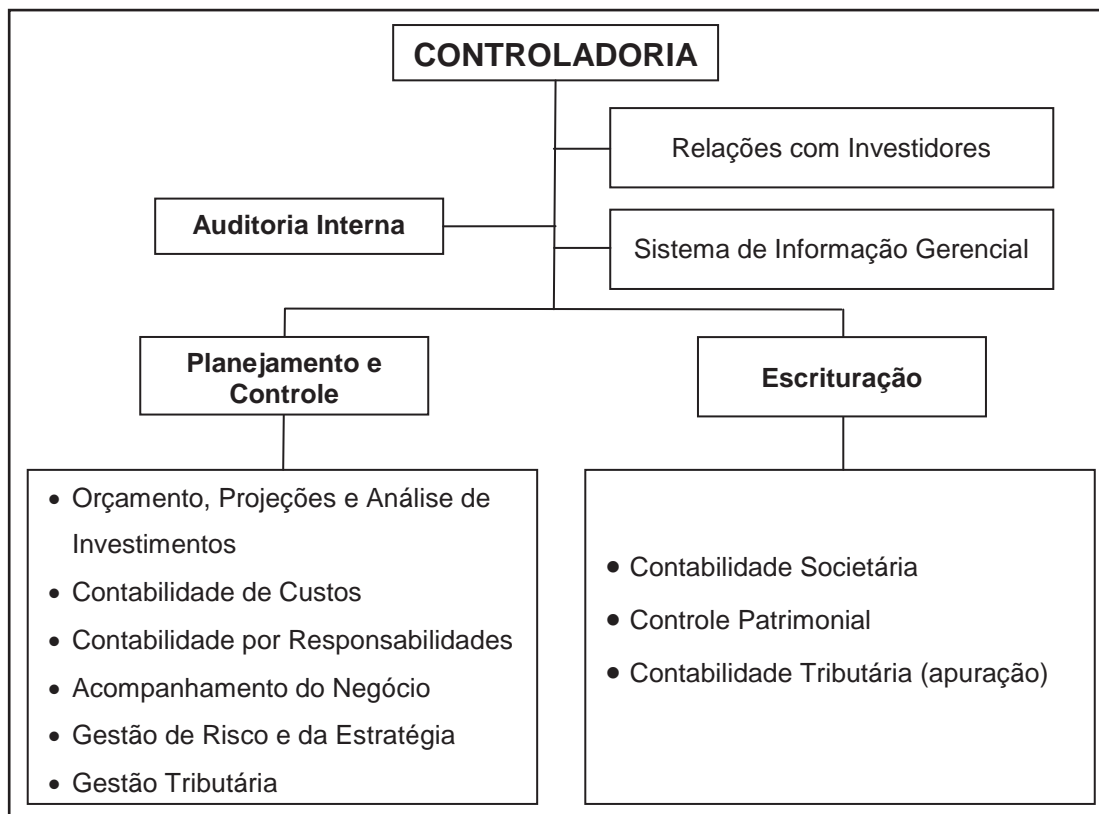 CONTROLADORIA
Relações com Investidores
Auditoria Interna
Sistema de Informação Gerencial
Planejamento e
Controle
Escrituração
• Orçamento, Projeções e Análise de
Investimentos
• Contabilidade de Custos
• Contabilidade por Responsabilidades
• Acompanhamento do Negócio
• Gestão de Risco e da Estratégia
• Gestão Tributária
• Contabilidade Societária
• Controle Patrimonial
• Contabilidade Tributária (apuração)